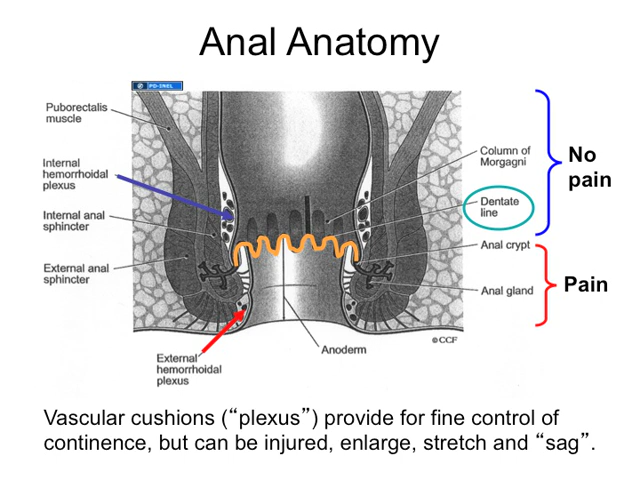 Anal Anatomy
PD-INEL
Puborectalis
muscle
Internal
hemorrhoidal
plexus
Internal anal
sphincter
External anal
sphincter
External
hemorrhoidal
plexus
Anoderm
Column of
Morgagni
Dentate
line
Anal crypt
Anal gland
©CCF
No
pain
Pain
Vascular cushions (“plexus”) provide for fine control of
continence, but can be injured, enlarge, stretch and “sag”.